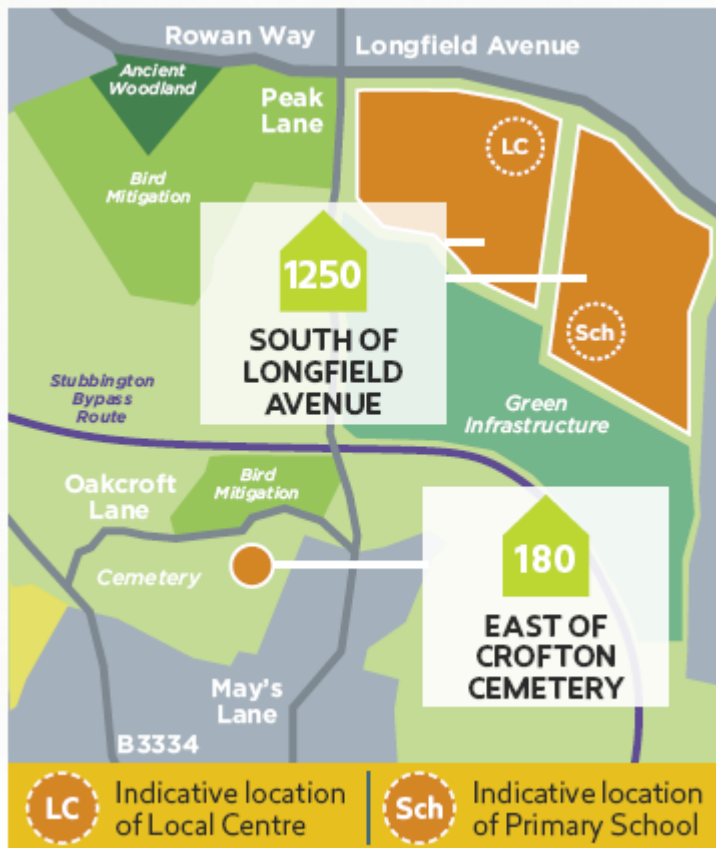 Rowan Way
Longfield Avenue
Ancient
Woodland
Peak
Lane
LC
Bird
Mitigation
1250
SOUTH OF
LONGFIELD
AVENUE
Sch
Stubbington
Bypass
Route
Green
Infrastructure
Oakcroft
Lane
Bird
Mitigation
Cemetery
180
EAST OF
CROFTON
CEMETERY
May's
Lane
B3334
LC
Indicative location
of Local Centre
Sch
Indicative location
of Primary School